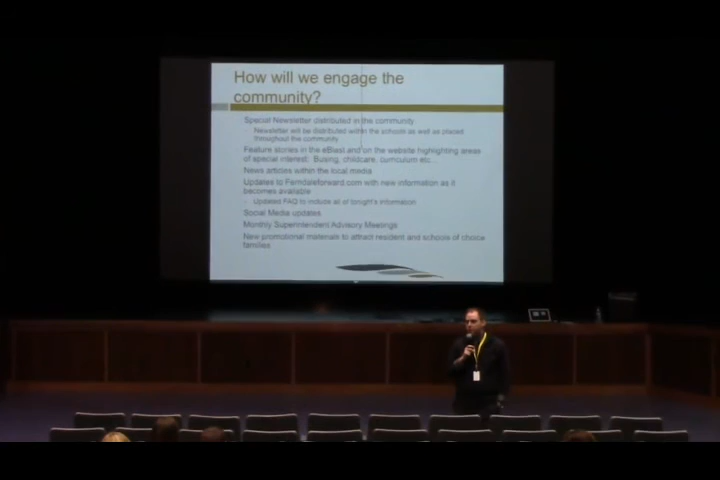 How will we engage the
community?
Special Newsletter distributed in the community
Newsletter will be distributed within the schools as well as placed
throughout the community
Feature stories in the eBlast and on the website highlighting areas
of special interest: Busing, childcare, curriculum etc...
News articles within the local media
Updates to Ferndaleforward.com with new information as it
becomes available
Updated FAQ to include all of tonight's information
Social Media updates
Monthly Superintendent Advisory Meetings
New promotional materials to attract resident and schools of choice
families